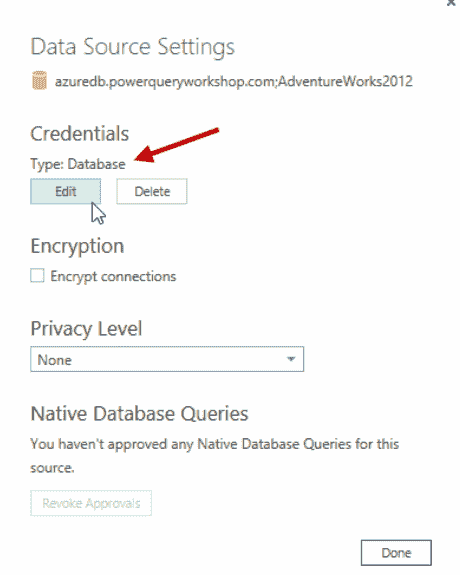 Data Source Settings
azuredb.powerqueryworkshop.com;AdventureWorks2012
Credentials
Type: Database
Edit Delete
Encryption
Encrypt connections
Privacy Level
None
Native Database Queries
You haven't approved any Native Database Queries for this
source.
Revoke Approvals
Done